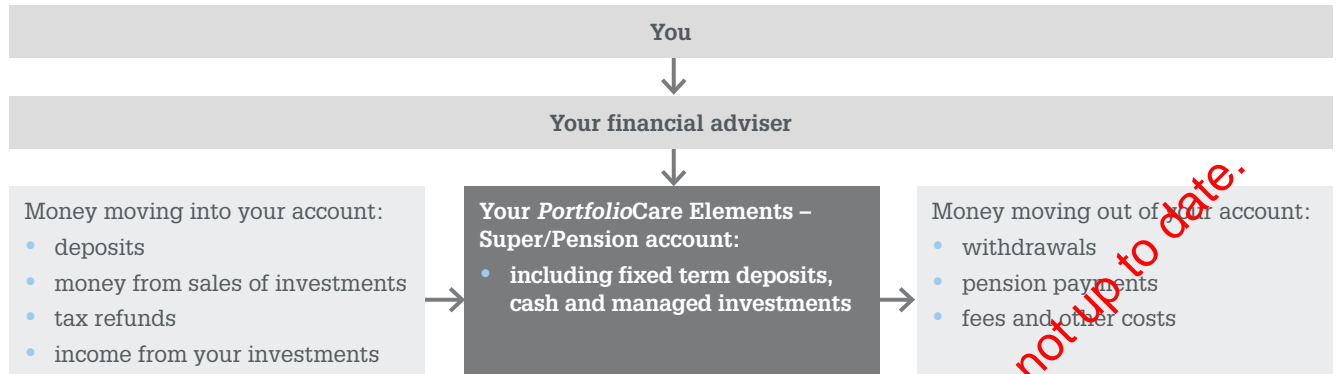 You
Your financial adviser
Money moving into your account:
• deposits
• money from sales of investments
• tax refunds
• income from your investments
Your PortfolioCare Elements –
Super/Pension account:
• including fixed term deposits,
cash and managed investments
Money moving out of your account:
• withdrawals
• pension payments
• fees and other costs
not up to date.